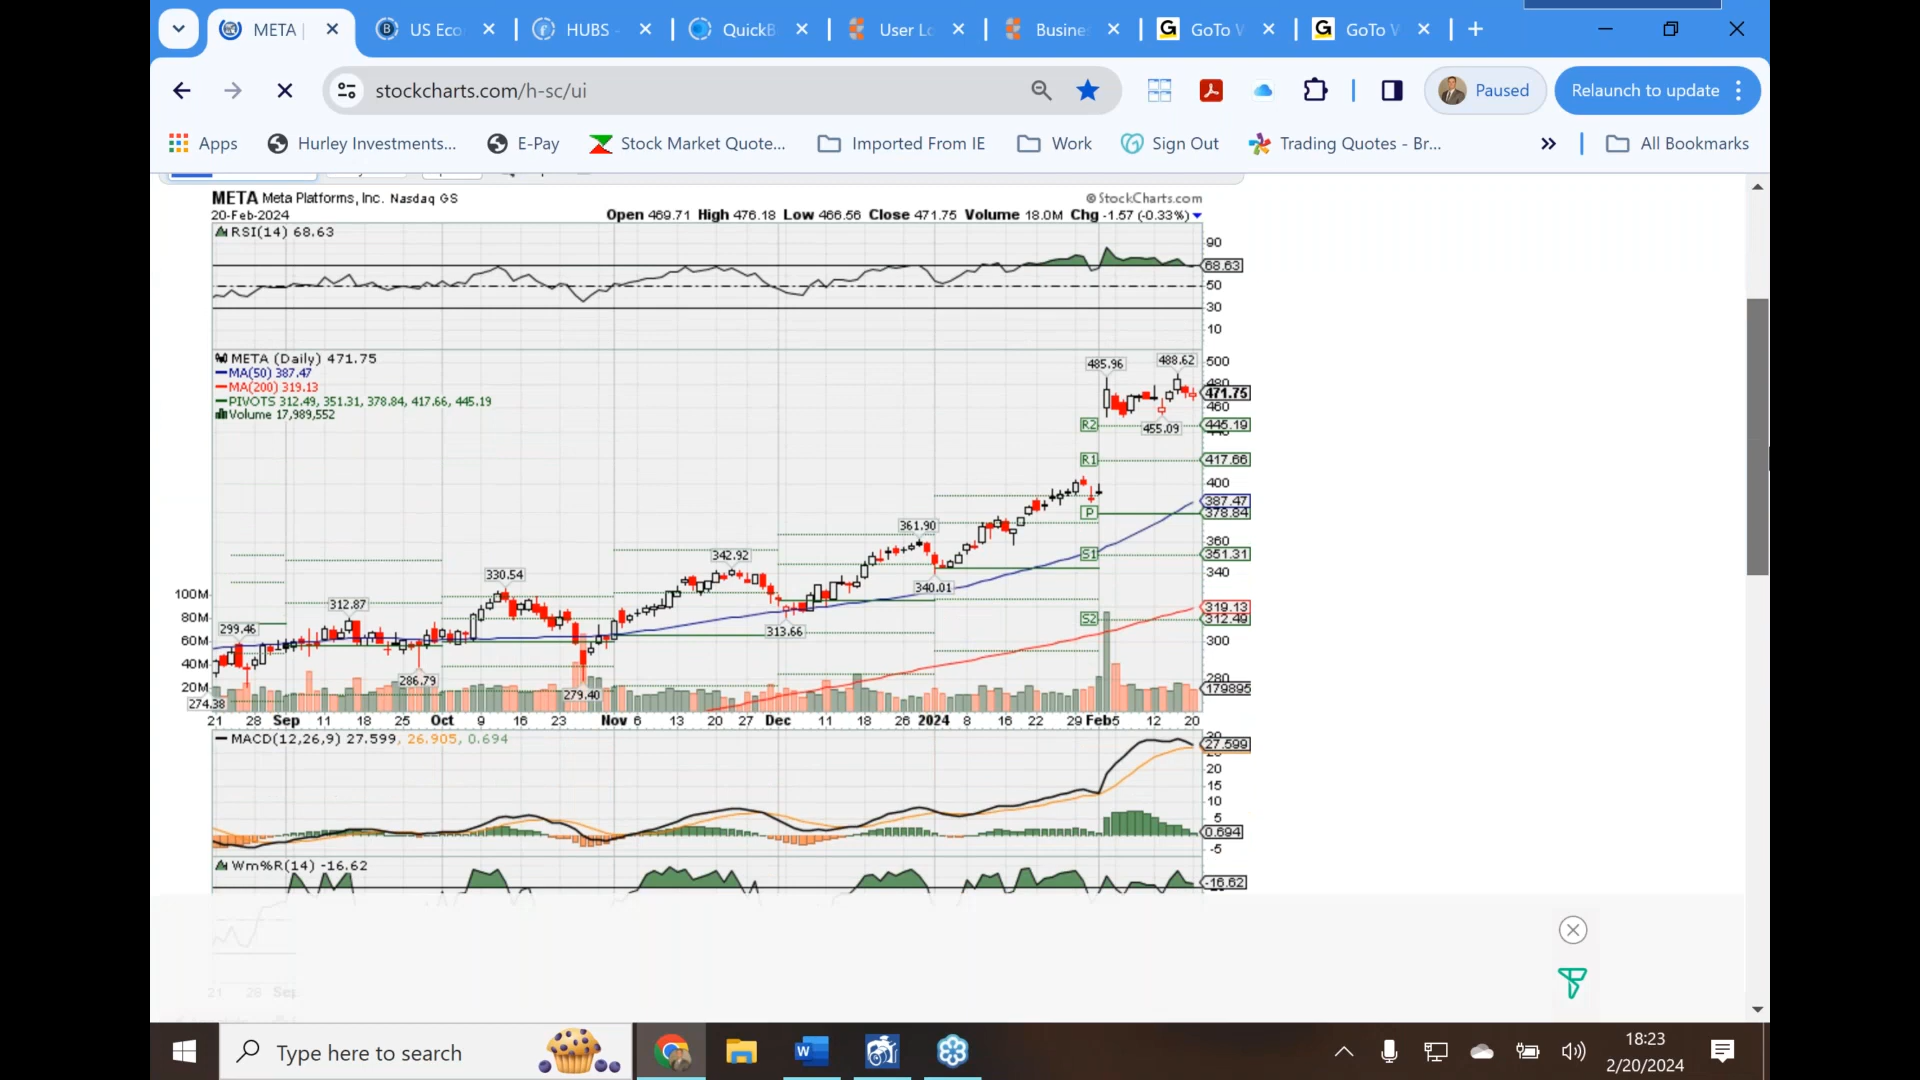 META |
US Eco
HUBS -
QuickB
User Lo
Busine
GoTo V
GoTo V
stockcharts.com/h-sc/ui
Paused
Relaunch to update
Apps
Hurley Investments...
E-Pay
Stock Market Quote...
Imported From IE
Work
Sign Out
Trading Quotes - Br...
All Bookmarks
META Meta Platforms, Inc. Nasdaq GS
© StockCharts.com
20-Feb-2024
Open 469.71 High 476.18 Low 466.56 Close 471.75 Volume 18.0M Chg -1.57 (-0.33%)
RSI(14) 68.63
90
68.63
50
30
10
META (Daily) 471.75
MA(50) 387.47
MA(200) 319.13
PIVOTS 312.49, 351.31, 378.84, 417.66, 445.19
Volume 17,989,552
485.96
488.62
500
480
471.75
460
R2
455.09
445.19
R1
417.66
400
387.47
P
378.84
361.90
360
342.92
S1
351.31
330.54
340
340.01
100M
312.87
319.13
80M
S2
312.49
299.46
313.66
60M
300
40M
286.79
280
20M
279.40
179895
274.38
21 28 Sep 11 18 25 Oct 9 16 23 Nov 6 13 20 27 Dec 11 18 26 2024 8 16 22 29 Feb 5 12 20
MACD(12,26,9) 27.599, 26.905, 0.694
30
27.599
20
15
10
5
0.694
-5
Wm%R(14) -16.62
-16.62
21 28 Sep
Type here to search
18:23
2/20/2024